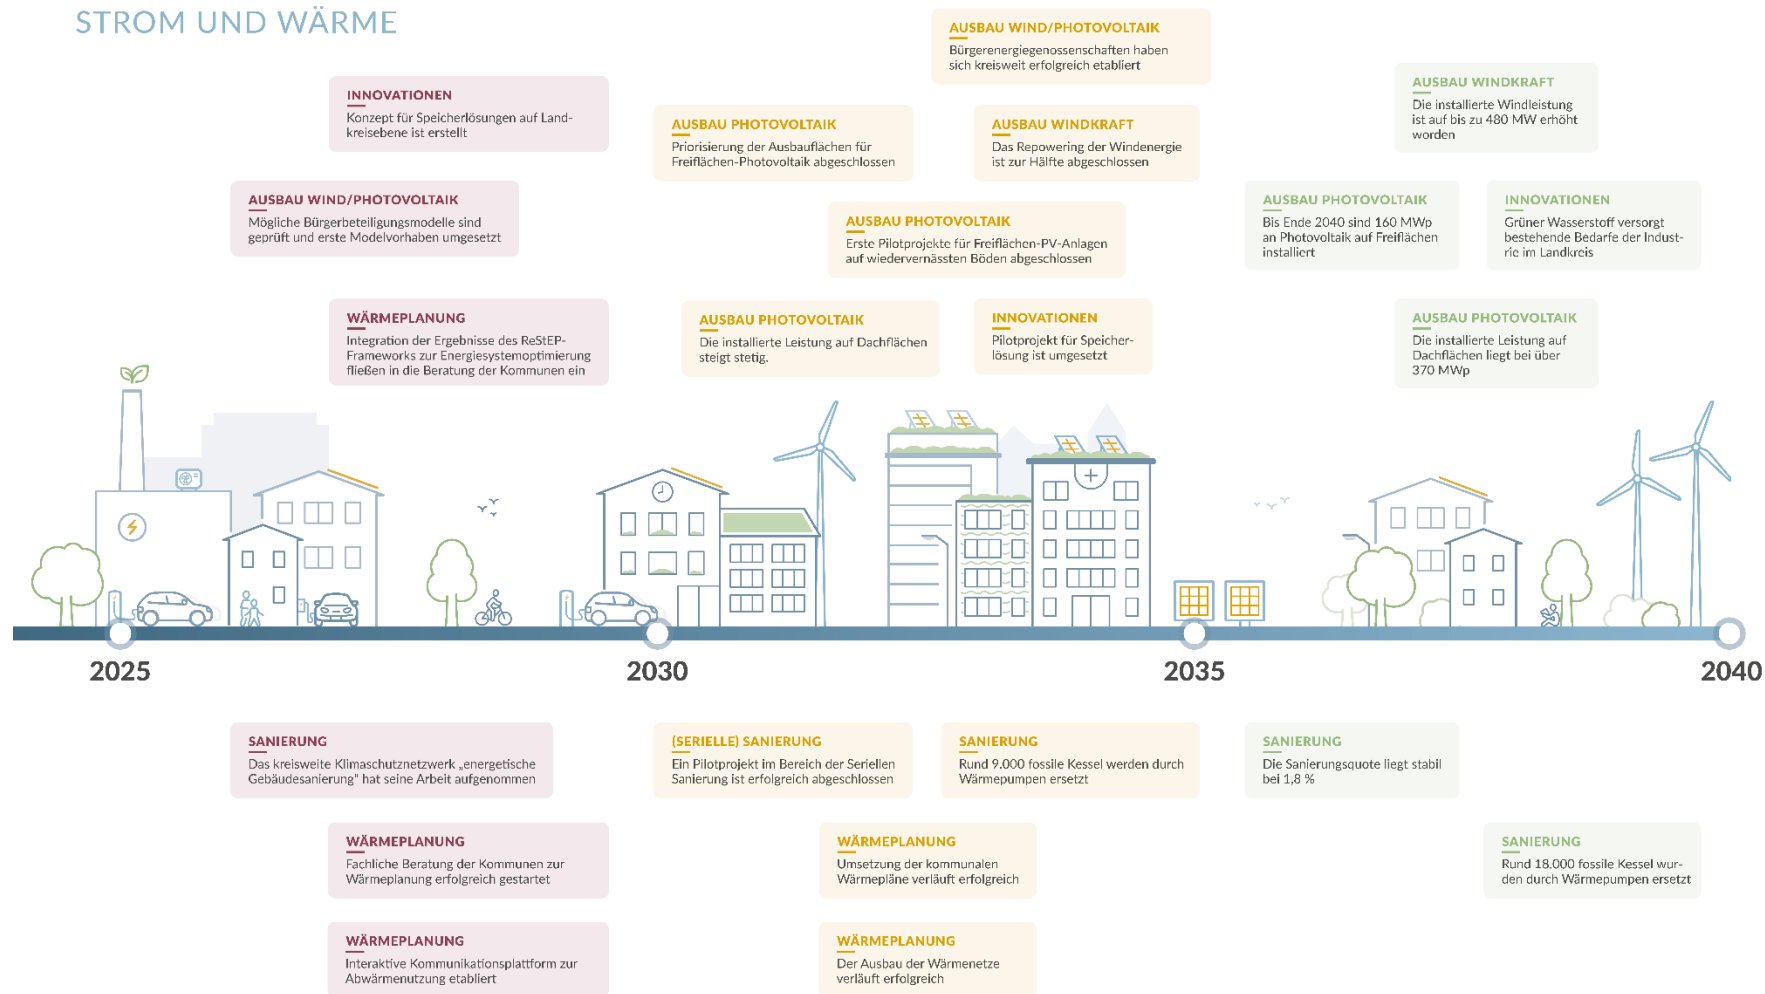 STROM UND WÄRME
AUSBAU WIND/PHOTOVOLTAIK
Bürgerenergiegenossenschaften haben
sich kreisweit erfolgreich etabliert
INNOVATIONEN
Konzept für Speicherlösungen auf Land-
kreisebene ist erstellt
AUSBAU PHOTOVOLTAIK
Priorisierung der Ausbauflächen für
Freiflächen-Photovoltaik abgeschlossen
AUSBAU WINDKRAFT
Das Repowering der Windenergie
ist zur Hälfte abgeschlossen
AUSBAU WINDKRAFT
Die installierte Windleistung
ist auf bis zu 480 MW erhöht
worden
AUSBAU WIND/PHOTOVOLTAIK
Mögliche Bürgerbeteiligungsmodelle sind
geprüft und erste Modelvorhaben umgesetzt
AUSBAU PHOTOVOLTAIK
Erste Pilotprojekte für Freiflächen-PV-Anlagen
auf wiedervernässten Böden abgeschlossen
AUSBAU PHOTOVOLTAIK
Bis Ende 2040 sind 160 MWp
an Photovoltaik auf Freiflächen
installiert
INNOVATIONEN
Grüner Wasserstoff versorgt
bestehende Bedarfe der Indust-
rie im Landkreis
WÄRMEPLANUNG
Integration der Ergebnisse des ReStEP-
Frameworks zur Energiesystemoptimierung
fließen in die Beratung der Kommunen ein
AUSBAU PHOTOVOLTAIK
Die installierte Leistung auf Dachflächen
steigt stetig.
INNOVATIONEN
Pilotprojekt für Speicher-
lösung ist umgesetzt
AUSBAU PHOTOVOLTAIK
Die installierte Leistung auf
Dachflächen liegt bei über
370 MWp
2025
2030
2035
2040
SANIERUNG
Das kreisweite Klimaschutznetzwerk „energetische
Gebäudesanierung“ hat seine Arbeit aufgenommen
(SERIELLE) SANIERUNG
Ein Pilotprojekt im Bereich der Seriellen
Sanierung ist erfolgreich abgeschlossen
SANIERUNG
Rund 9.000 fossile Kessel werden durch
Wärmepumpen ersetzt
SANIERUNG
Die Sanierungsquote liegt stabil
bei 1,8 %
WÄRMEPLANUNG
Fachliche Beratung der Kommunen zur
Wärmeplanung erfolgreich gestartet
WÄRMEPLANUNG
Umsetzung der kommunalen
Wärmepläne verläuft erfolgreich
SANIERUNG
Rund 18.000 fossile Kessel wur-
den durch Wärmepumpen ersetzt
WÄRMEPLANUNG
Interaktive Kommunikationsplattform zur
Abwärmenutzung etabliert
WÄRMEPLANUNG
Der Ausbau der Wärmenetze
verläuft erfolgreich